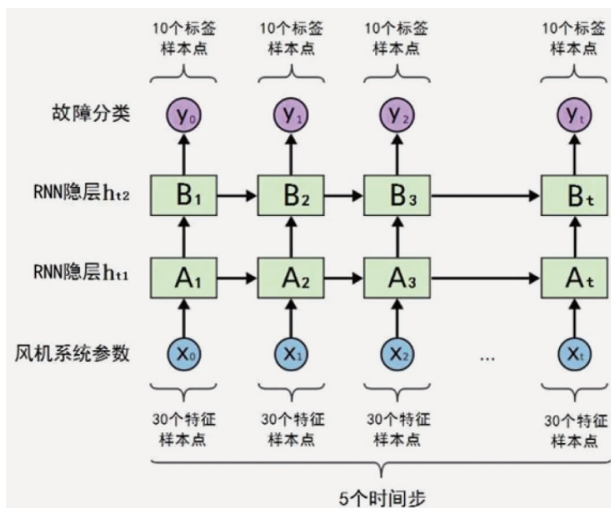 10个标签 10个标签 10个标签 10个标签
样本点 样本点 样本点 样本点
故障分类 y₀ y₁ y₂ yₜ
RNN隐层hₜ₂ B₁ B₂ B₃ Bₜ
RNN隐层hₜ₁ A₁ A₂ A₃ Aₜ
风机系统参数 x₀ x₁ x₂ ... xₜ
30个特征 30个特征 30个特征 30个特征
样本点 样本点 样本点 样本点
5个时间步